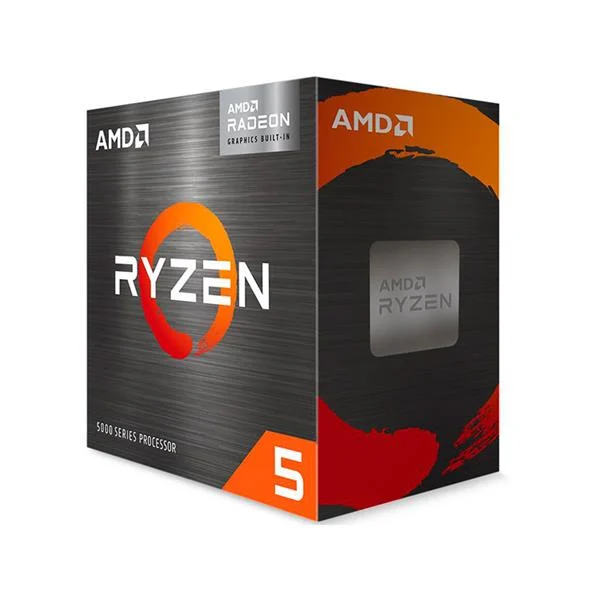 AMD
AMD
RADEON
GRAPHICS BUILT-IN
RYZEN
5000 SERIES PROCESSOR
5
AMD
AMD
RYZEN